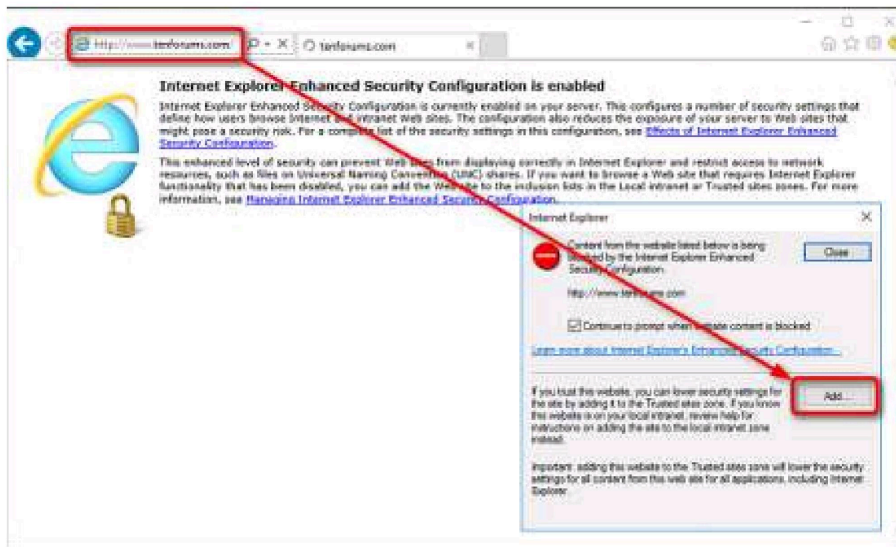 http://www.tenforums.com/
tenforums.com
Internet Explorer Enhanced Security Configuration is enabled
Internet Explorer Enhanced Security Configuration is currently enabled on your server. This configures a number of security settings that
define how users browse Internet and intranet Web sites. The configuration also reduces the exposure of your server to Web sites that
might pose a security risk. For a complete list of the security settings in this configuration, see Effects of Internet Explorer Enhanced
Security Configuration.
This enhanced level of security can prevent Web sites from displaying correctly in Internet Explorer and restrict access to network
resources, such as files on Universal Naming Convention (UNC) shares. If you want to browse a Web site that requires Internet Explorer
functionality that has been disabled, you can add the Web site to the inclusion lists in the Local intranet or Trusted sites zones. For more
information, see Managing Internet Explorer Enhanced Security Configuration.
Internet Explorer
Content from the website listed below is being
blocked by the Internet Explorer Enhanced
Security Configuration.
Close
http://www.tenforums.com
Continue to prompt when website content is blocked
Learn more about Internet Explorer's Enhanced Security Configuration...
If you trust this website, you can lower security settings for
the site by adding it to the Trusted sites zone. If you know
this website is on your local intranet, review help for
instructions on adding the site to the local intranet zone
instead.
Add...
Important: adding this website to the Trusted sites zone will lower the security
settings for all content from this web site for all applications, including Internet
Explorer.